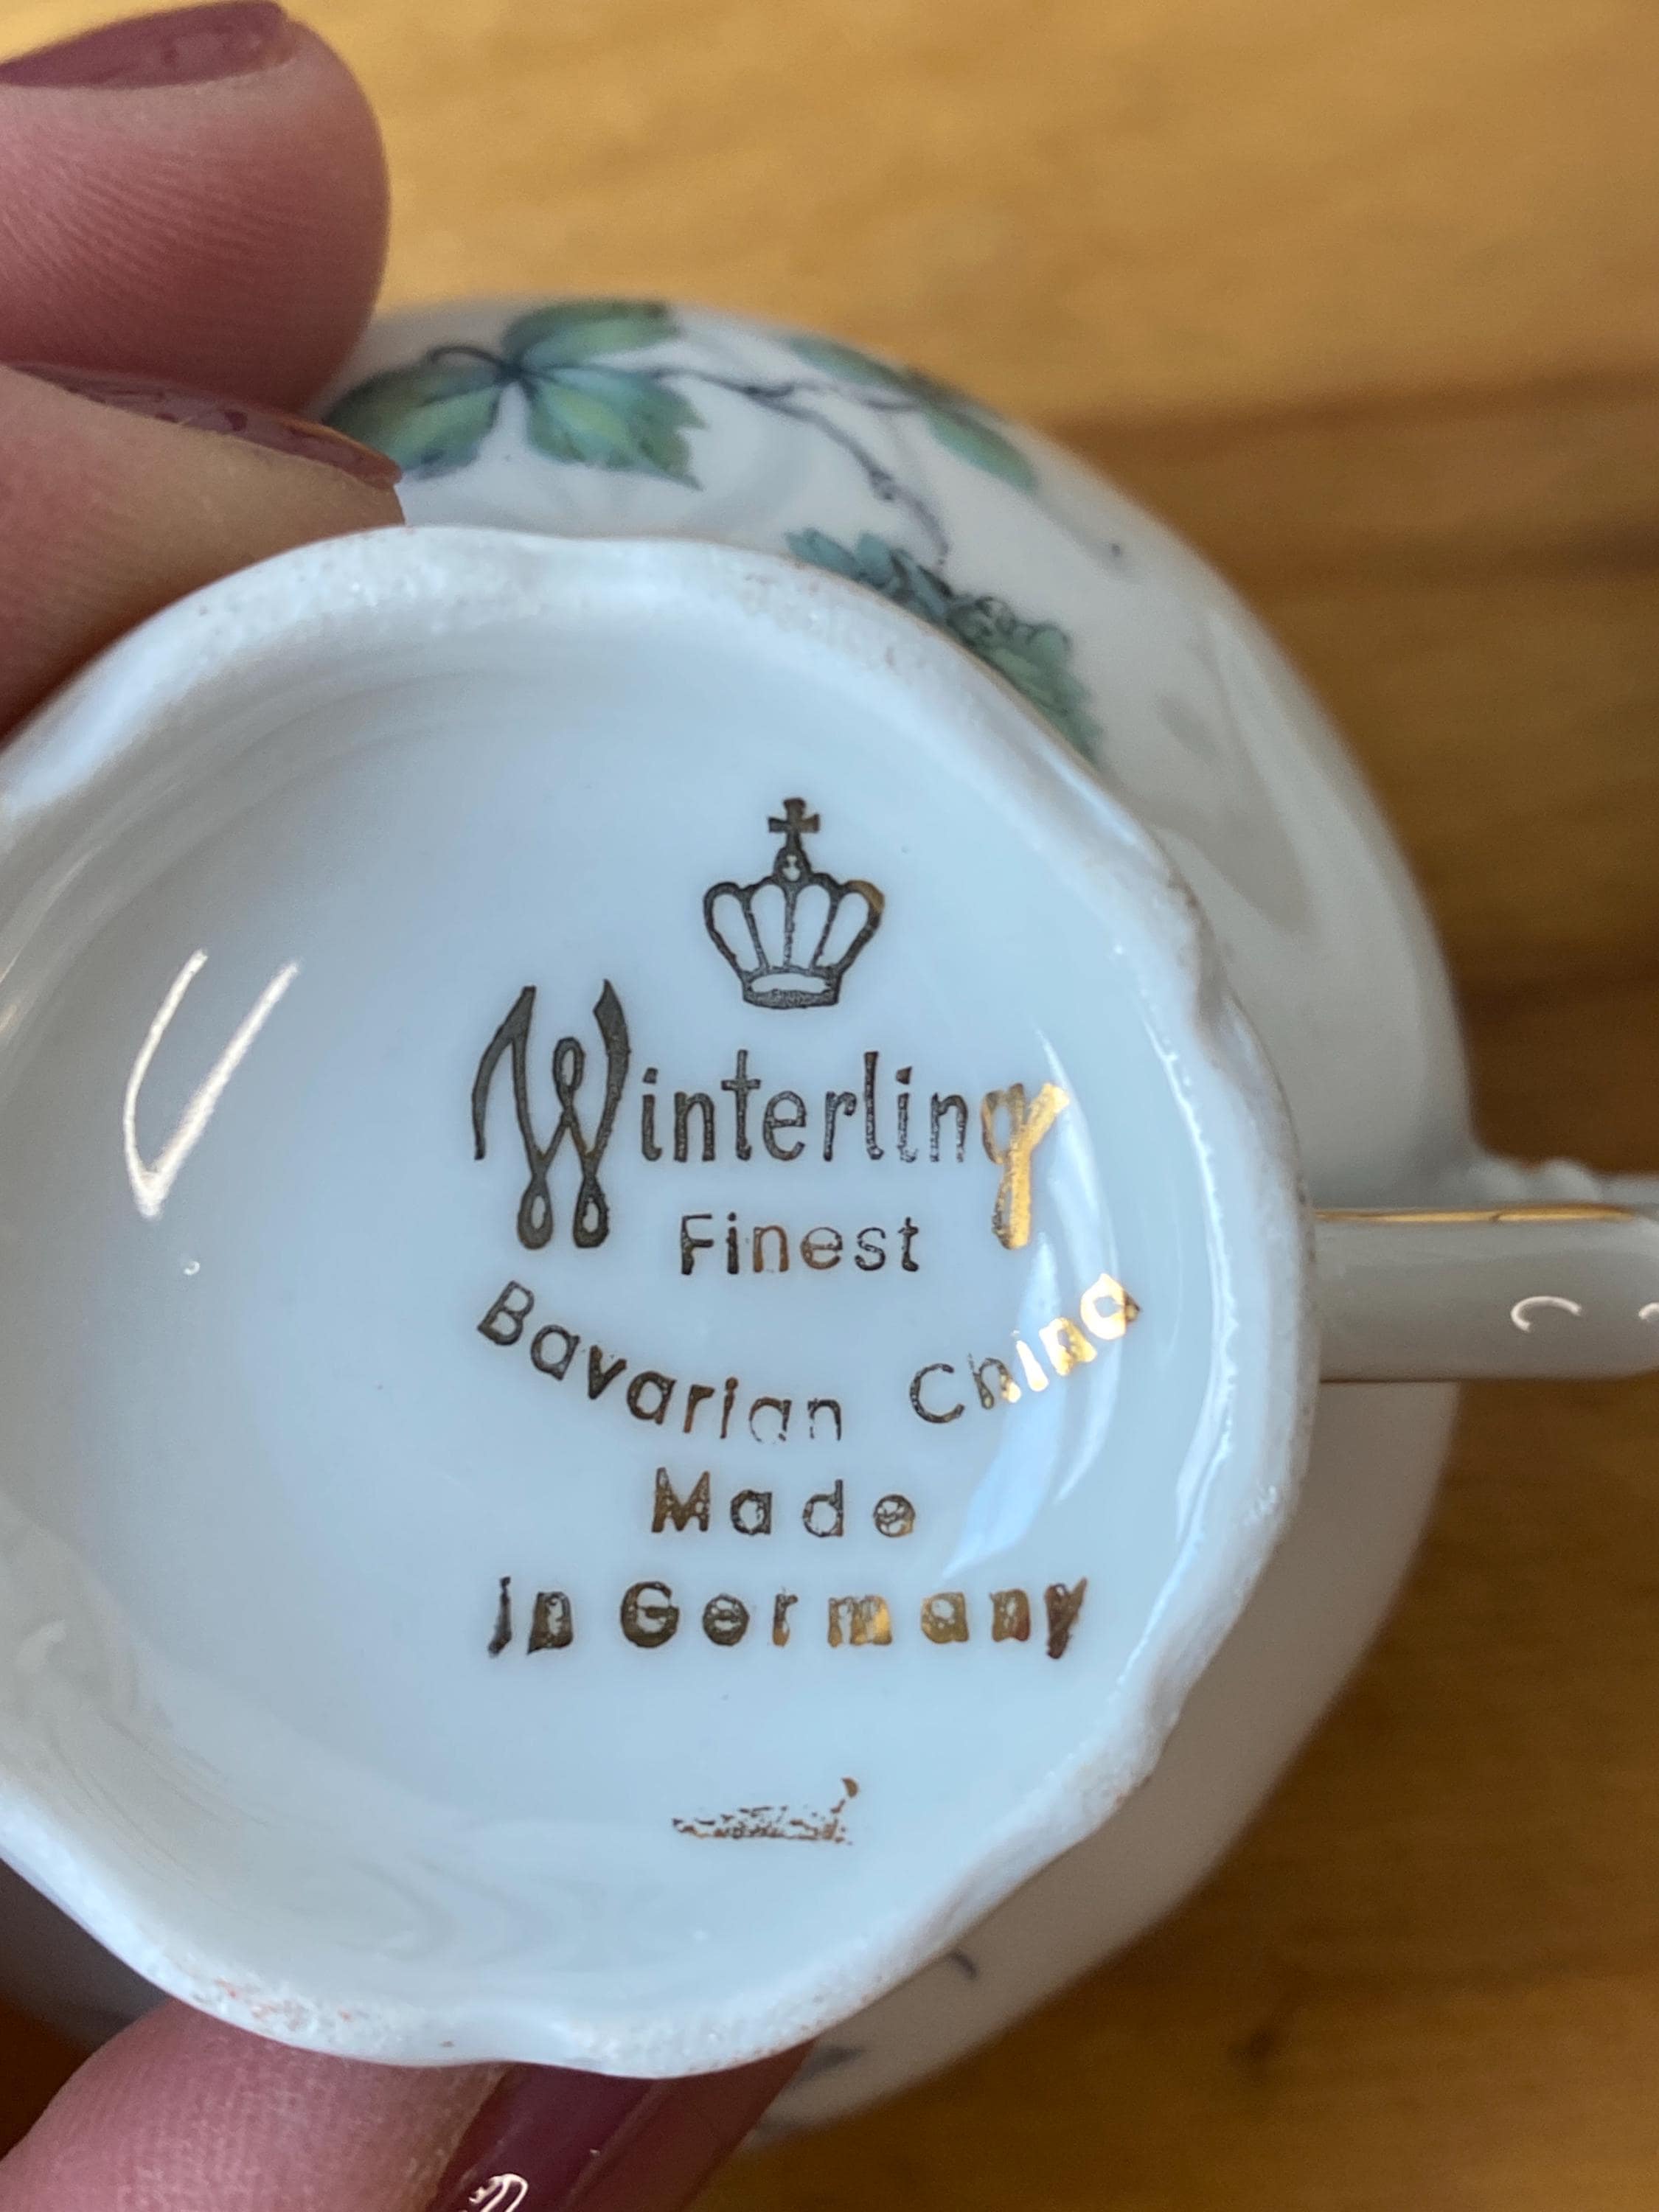 Winterling
Finest
Bavarian China
Made
in Germany